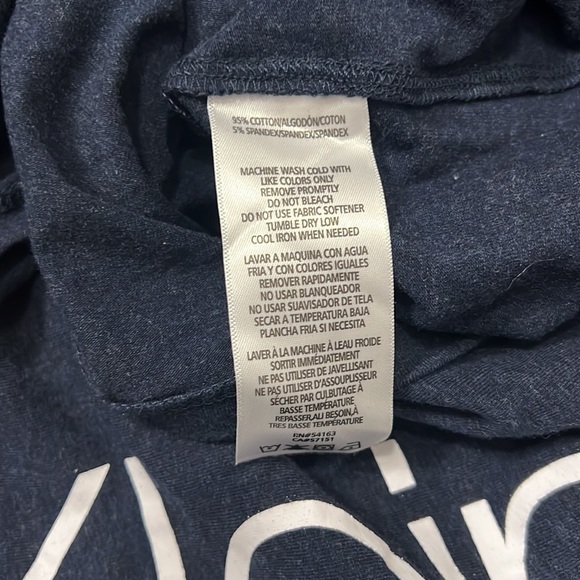 95% COTTON/ALGODÓN/COTON
5% SPANDEX/SPANDEX/SPANDEX
MACHINE WASH COLD WITH
LIKE COLORS ONLY
REMOVE PROMPTLY
DO NOT BLEACH
DO NOT USE FABRIC SOFTENER
TUMBLE DRY LOW
COOL IRON WHEN NEEDED
LAVAR A MAQUINA CON AGUA
FRIA Y CON COLORES IGUALES
REMOVER RAPIDAMENTE
NO USAR BLANQUEADOR
NO USAR SUAVISADOR DE TELA
SECAR A TEMPERATURA BAJA
PLANCHA FRIA SI NECESITA
LAVER À LA MACHINE À LEAU FROIDE
SORTIR IMMÉDIATEMENT
NE PAS UTILISER DE JAVELLISANT
NE PAS UTILISER D'ASSOUPLISSEUR
SÉCHER PAR CULBUTAGE À
BASSE TEMPÉRATURE
REPASSER,AU BESOIN,À
TRES BASSE TEMPÉRATURE
RN#54163
CA#57151